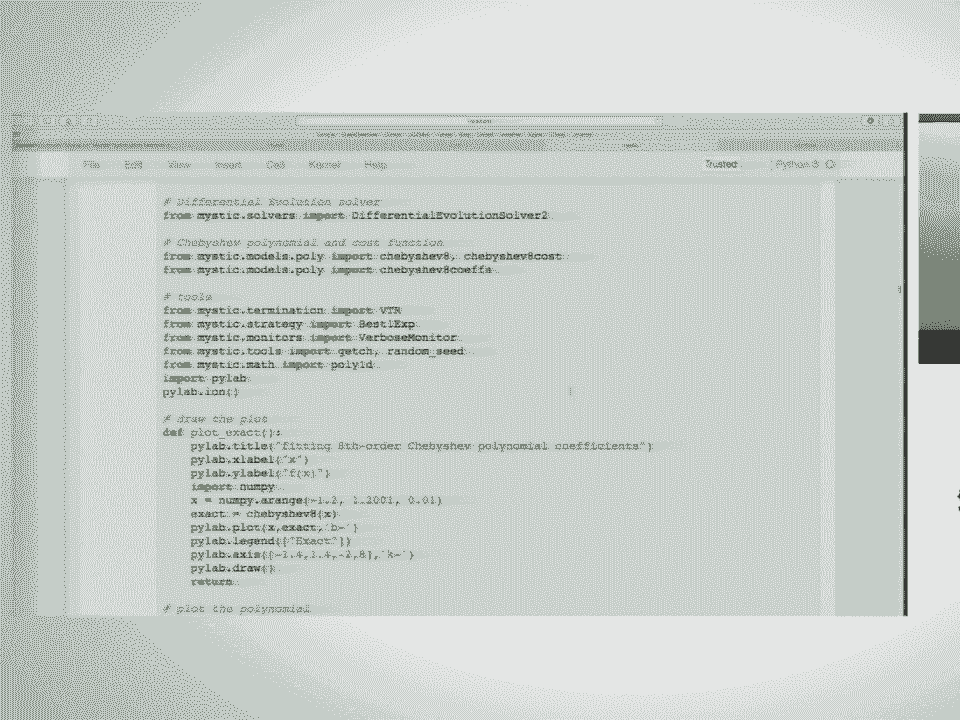 File Edit View Insert Cell Kernel Help Trusted Python 3
# Differential Evolution solver
from mystic.solvers import DifferentialEvolutionSolver2
# Chebyshev polynomial and cost function
from mystic.models.poly import chebyshev8, chebyshev8cost
from mystic.models.poly import chebyshev8coeffs
# tools
from mystic.termination import VTR
from mystic.strategy import Best1Exp
from mystic.monitors import VerboseMonitor
from mystic.tools import getch, random_seed
from mystic.math import poly1d
import pylab
pylab.ion()
# draw the plot
def plot_exact():
pylab.title("fitting 8th-order Chebyshev polynomial coefficients")
pylab.xlabel("x")
pylab.ylabel("f(x)")
import numpy
x = numpy.arange(-1.2, 1.2001, 0.01)
exact = chebyshev8(x)
pylab.plot(x,exact,'b-')
pylab.legend(["Exact"])
pylab.axis([-1.4,1.4,-2,8],'k-')
pylab.draw()
return
# plot the polynomial